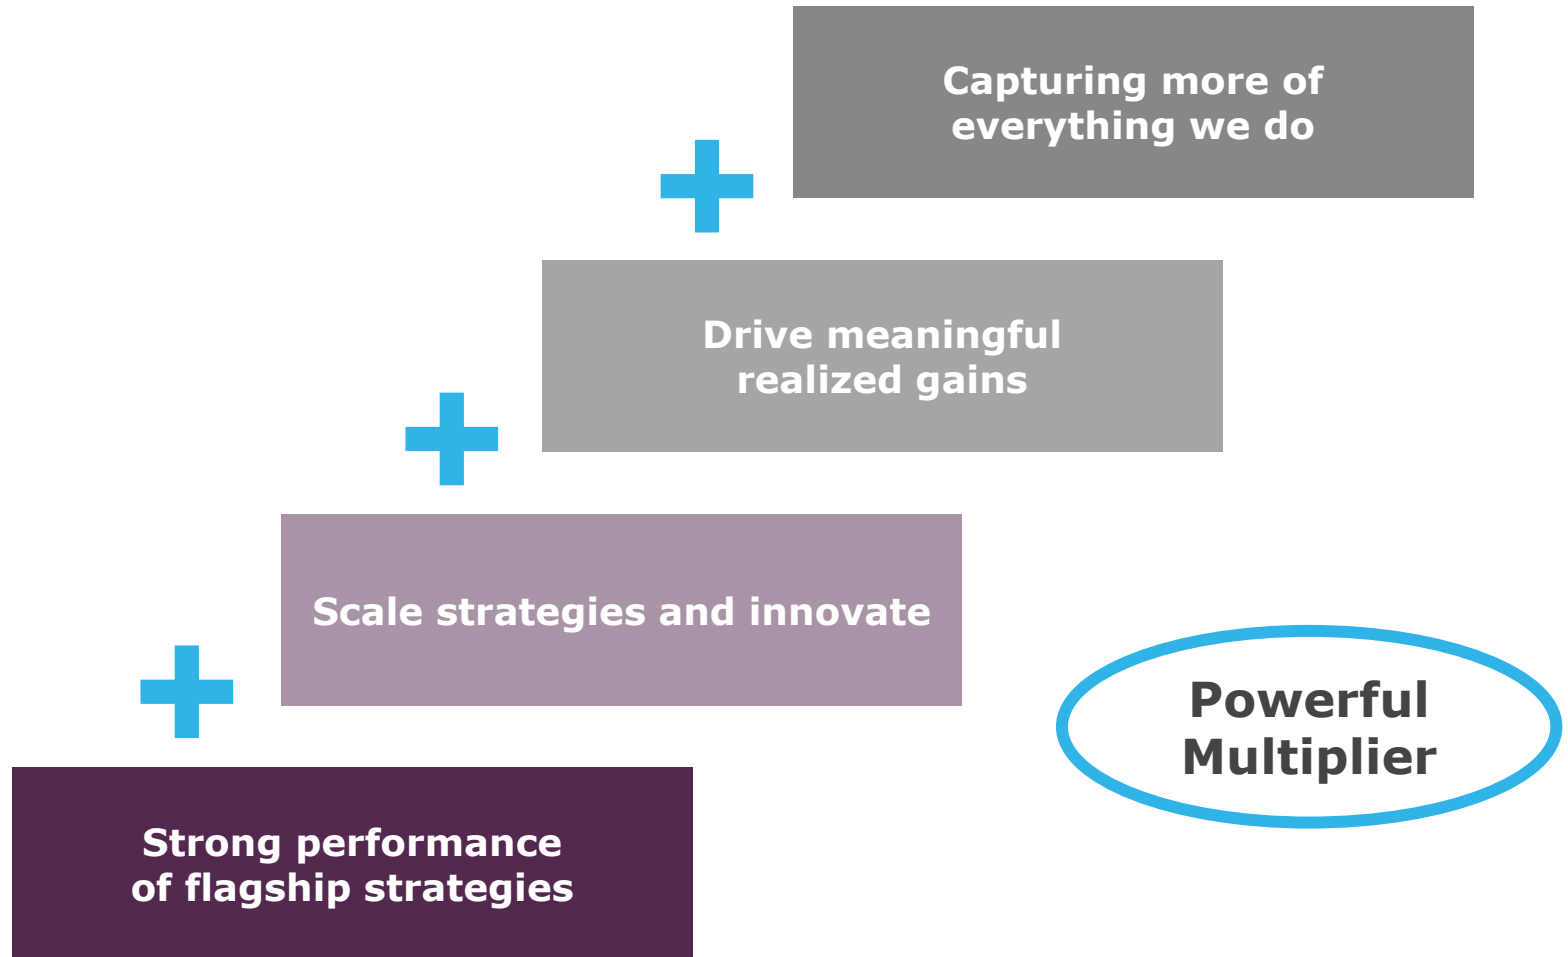 Capturing more of
everything we do
Drive meaningful
realized gains
Scale strategies and innovate
Powerful
Multiplier
Strong performance
of flagship strategies